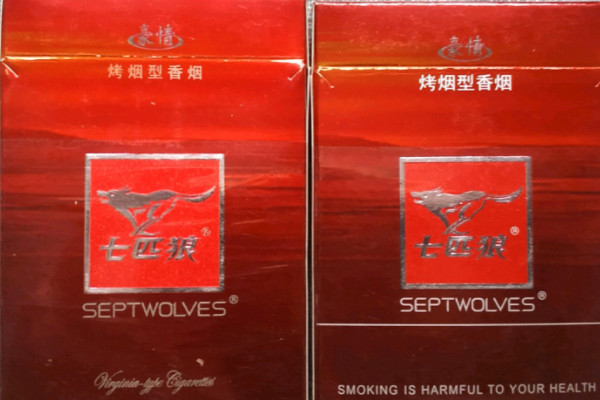 豪情
烤烟型香烟
七匹狼®
SEPTWOLVES®
Virginia-type Cigarettes
豪情
烤烟型香烟
七匹狼®
SEPTWOLVES®
SMOKING IS HARMFUL TO YOUR HEALTH